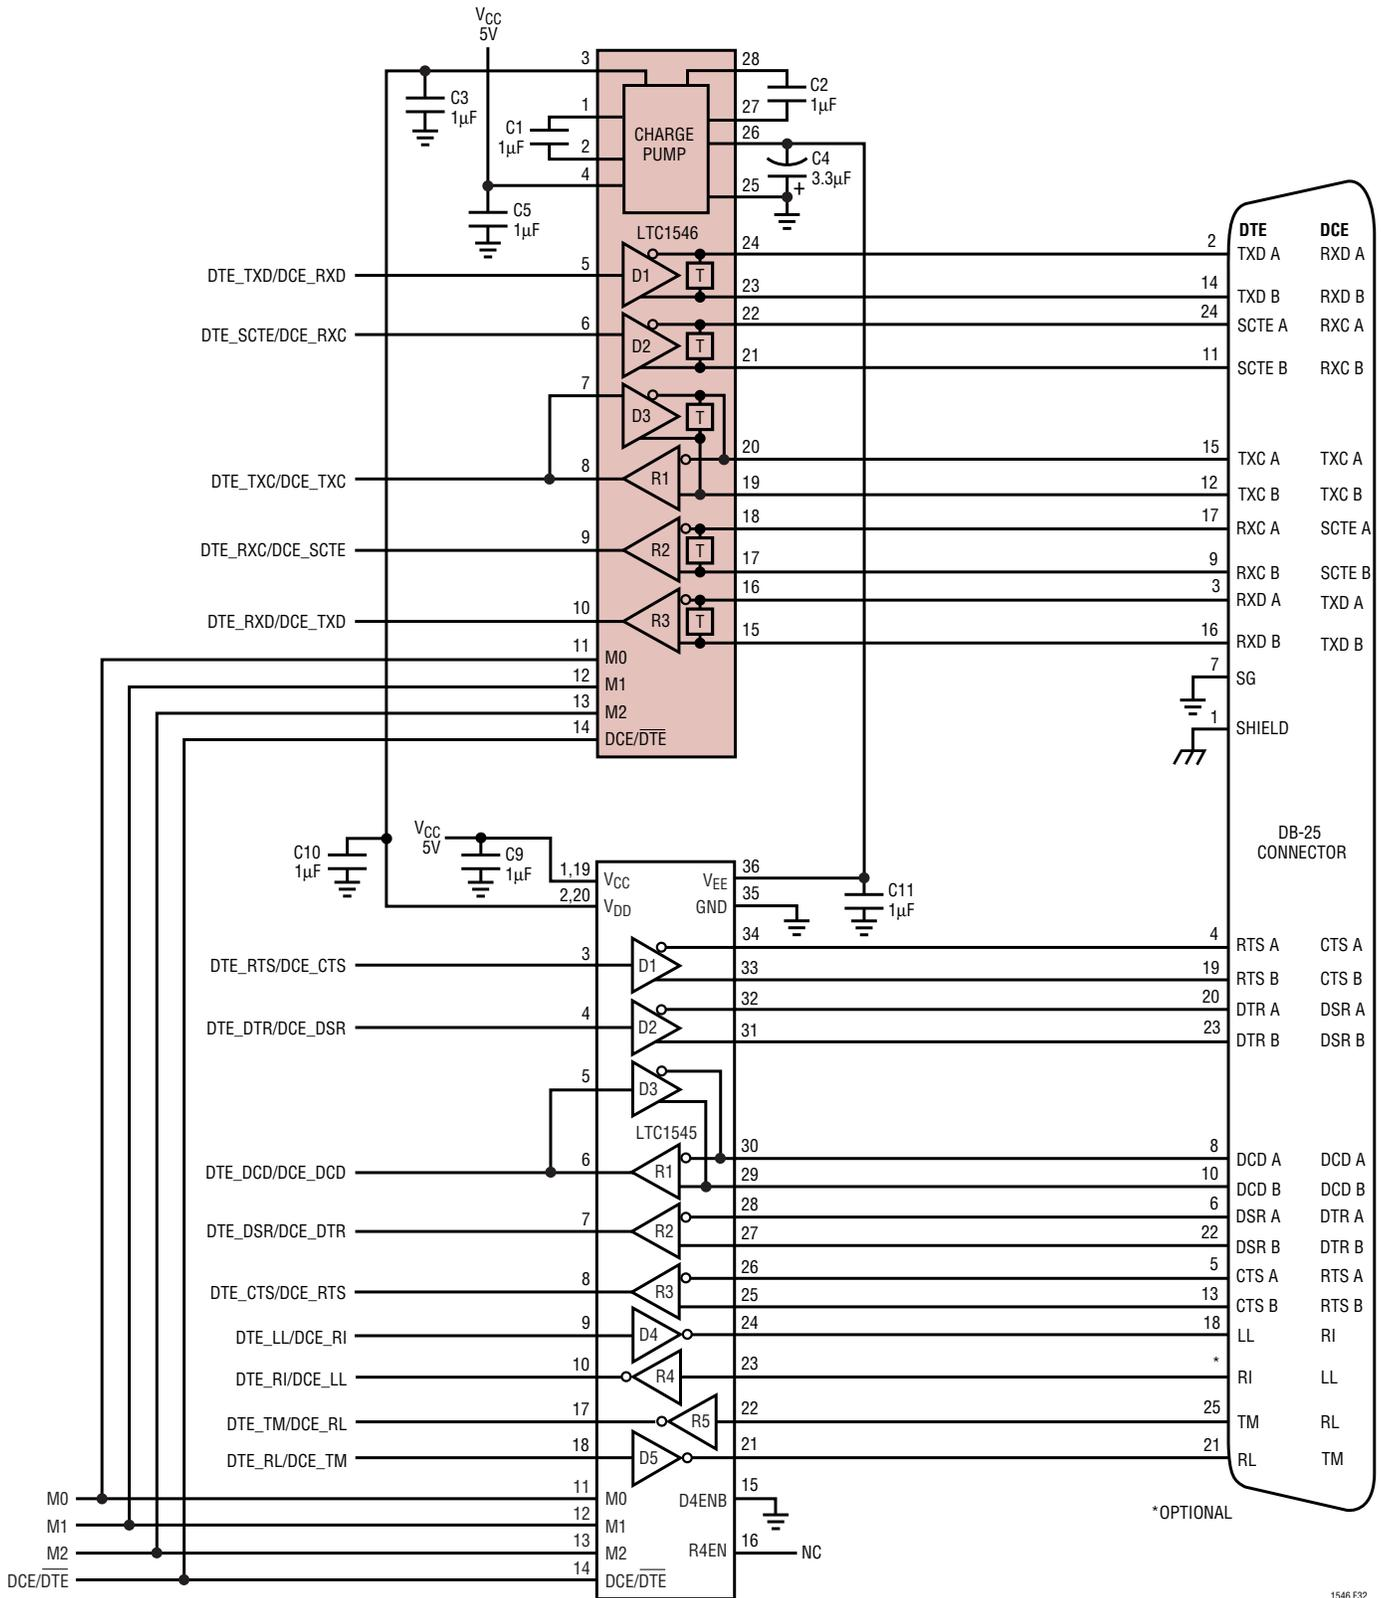 VCC
5V
3
28
C3
1µF
C2
1µF
1
27
C1
1µF
CHARGE
PUMP
26
2
C4
3.3µF
4
25
+
C5
1µF
LTC1546
DTE
DCE
24
2
TXD A
RXD A
DTE_TXD/DCE_RXD
5
D1
T
23
14
TXD B
RXD B
22
24
SCTE A
RXC A
DTE_SCTE/DCE_RXC
6
D2
T
21
11
SCTE B
RXC B
7
D3
T
20
15
TXC A
TXC A
DTE_TXC/DCE_TXC
8
R1
19
12
TXC B
TXC B
18
17
RXC A
SCTE A
DTE_RXC/DCE_SCTE
9
R2
T
17
9
RXC B
SCTE B
16
3
RXD A
TXD A
DTE_RXD/DCE_TXD
10
R3
T
15
16
RXD B
TXD B
11
M0
7
SG
12
M1
13
M2
1
SHIELD
14
DCE/DTE
DB-25
CONNECTOR
C10
1µF
VCC
5V
C9
1µF
1,19
VCC
VEE
36
2,20
VDD
GND
35
C11
1µF
34
4
RTS A
CTS A
DTE_RTS/DCE_CTS
3
D1
33
19
RTS B
CTS B
32
20
DTR A
DSR A
DTE_DTR/DCE_DSR
4
D2
31
23
DTR B
DSR B
5
D3
LTC1545
30
8
DCD A
DCD A
DTE_DCD/DCE_DCD
6
R1
29
10
DCD B
DCD B
28
6
DSR A
DTR A
DTE_DSR/DCE_DTR
7
R2
27
22
DSR B
DTR B
26
5
CTS A
RTS A
DTE_CTS/DCE_RTS
8
R3
25
13
CTS B
RTS B
DTE_LL/DCE_RI
9
D4
24
18
LL
RI
DTE_RI/DCE_LL
10
R4
23
*
RI
LL
DTE_TM/DCE_RL
17
R5
22
25
TM
RL
DTE_RL/DCE_TM
18
D5
21
21
RL
TM
M0
11
M0
D4ENB
15
*OPTIONAL
M1
12
M1
M2
13
M2
R4EN
16
NC
DCE/DTE
14
DCE/DTE
1546 F32